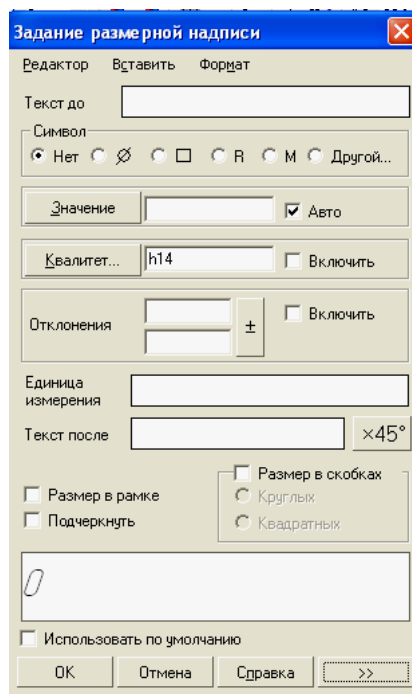 Задание размерной надписи
Редактор Вставить Формат
Текст до
Символ
Нет Ø □ R M Другой...
Значение Авто
Квалитет... h14 Включить
Отклонения ± Включить
Единица
измерения
Текст после ×45°
Размер в скобках
Размер в рамке Круглых
Подчеркнуть Квадратных
0
Использовать по умолчанию
OK Отмена Справка >>